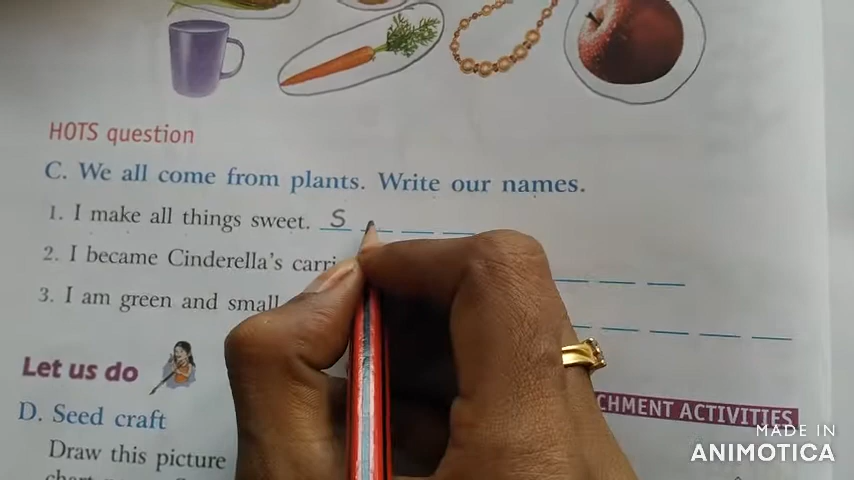 HOTS question
C. We all come from plants. Write our names.
1. I make all things sweet. S
2. I became Cinderella's
3. I am green and small
Let us do
D. Seed craft
Draw this picture
CHMENT ACTIVITIES
MADE IN
ANIMOTICA